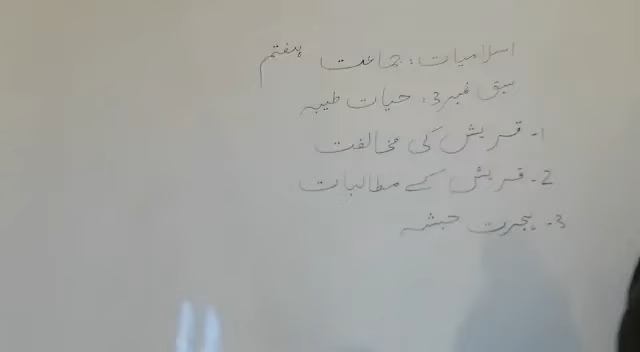 اسلامیات: جماعت ہفتم
سبق نمبر 3: حیات طیبہ
1- قریش کی مخالفت
2- قریش کے مطالبات
3- ہجرت حبشہ